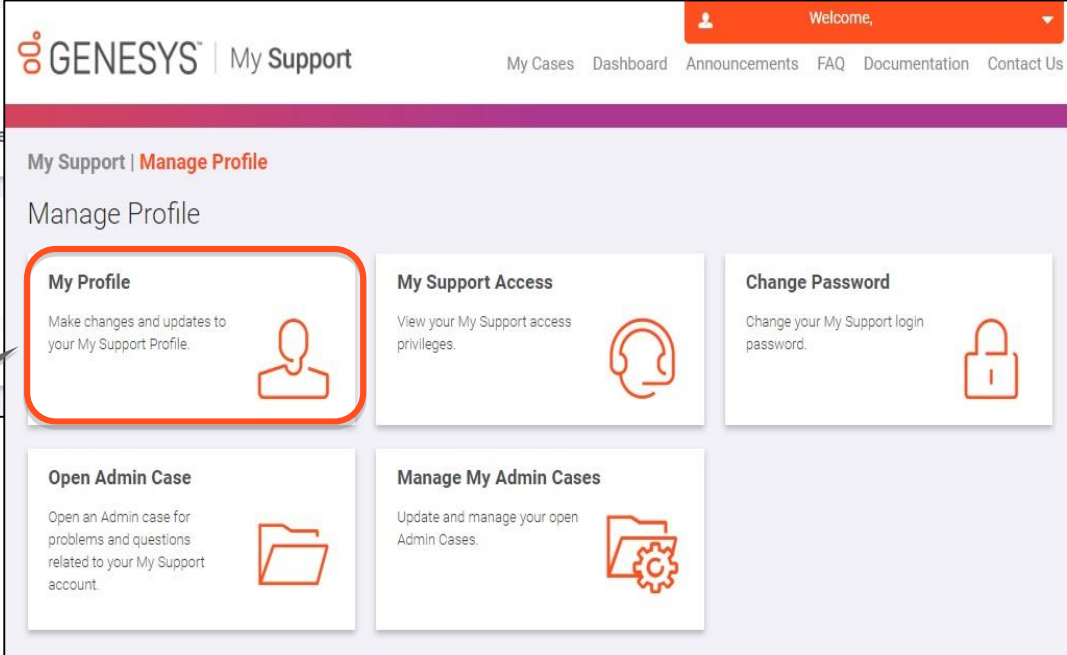 Welcome,
GENESYS™ | My Support
My Cases Dashboard Announcements FAQ Documentation Contact Us
My Support | Manage Profile
Manage Profile
My Profile
Make changes and updates to
your My Support Profile.
My Support Access
View your My Support access
privileges.
Change Password
Change your My Support login
password.
Open Admin Case
Open an Admin case for
problems and questions
related to your My Support
account.
Manage My Admin Cases
Update and manage your open
Admin Cases.